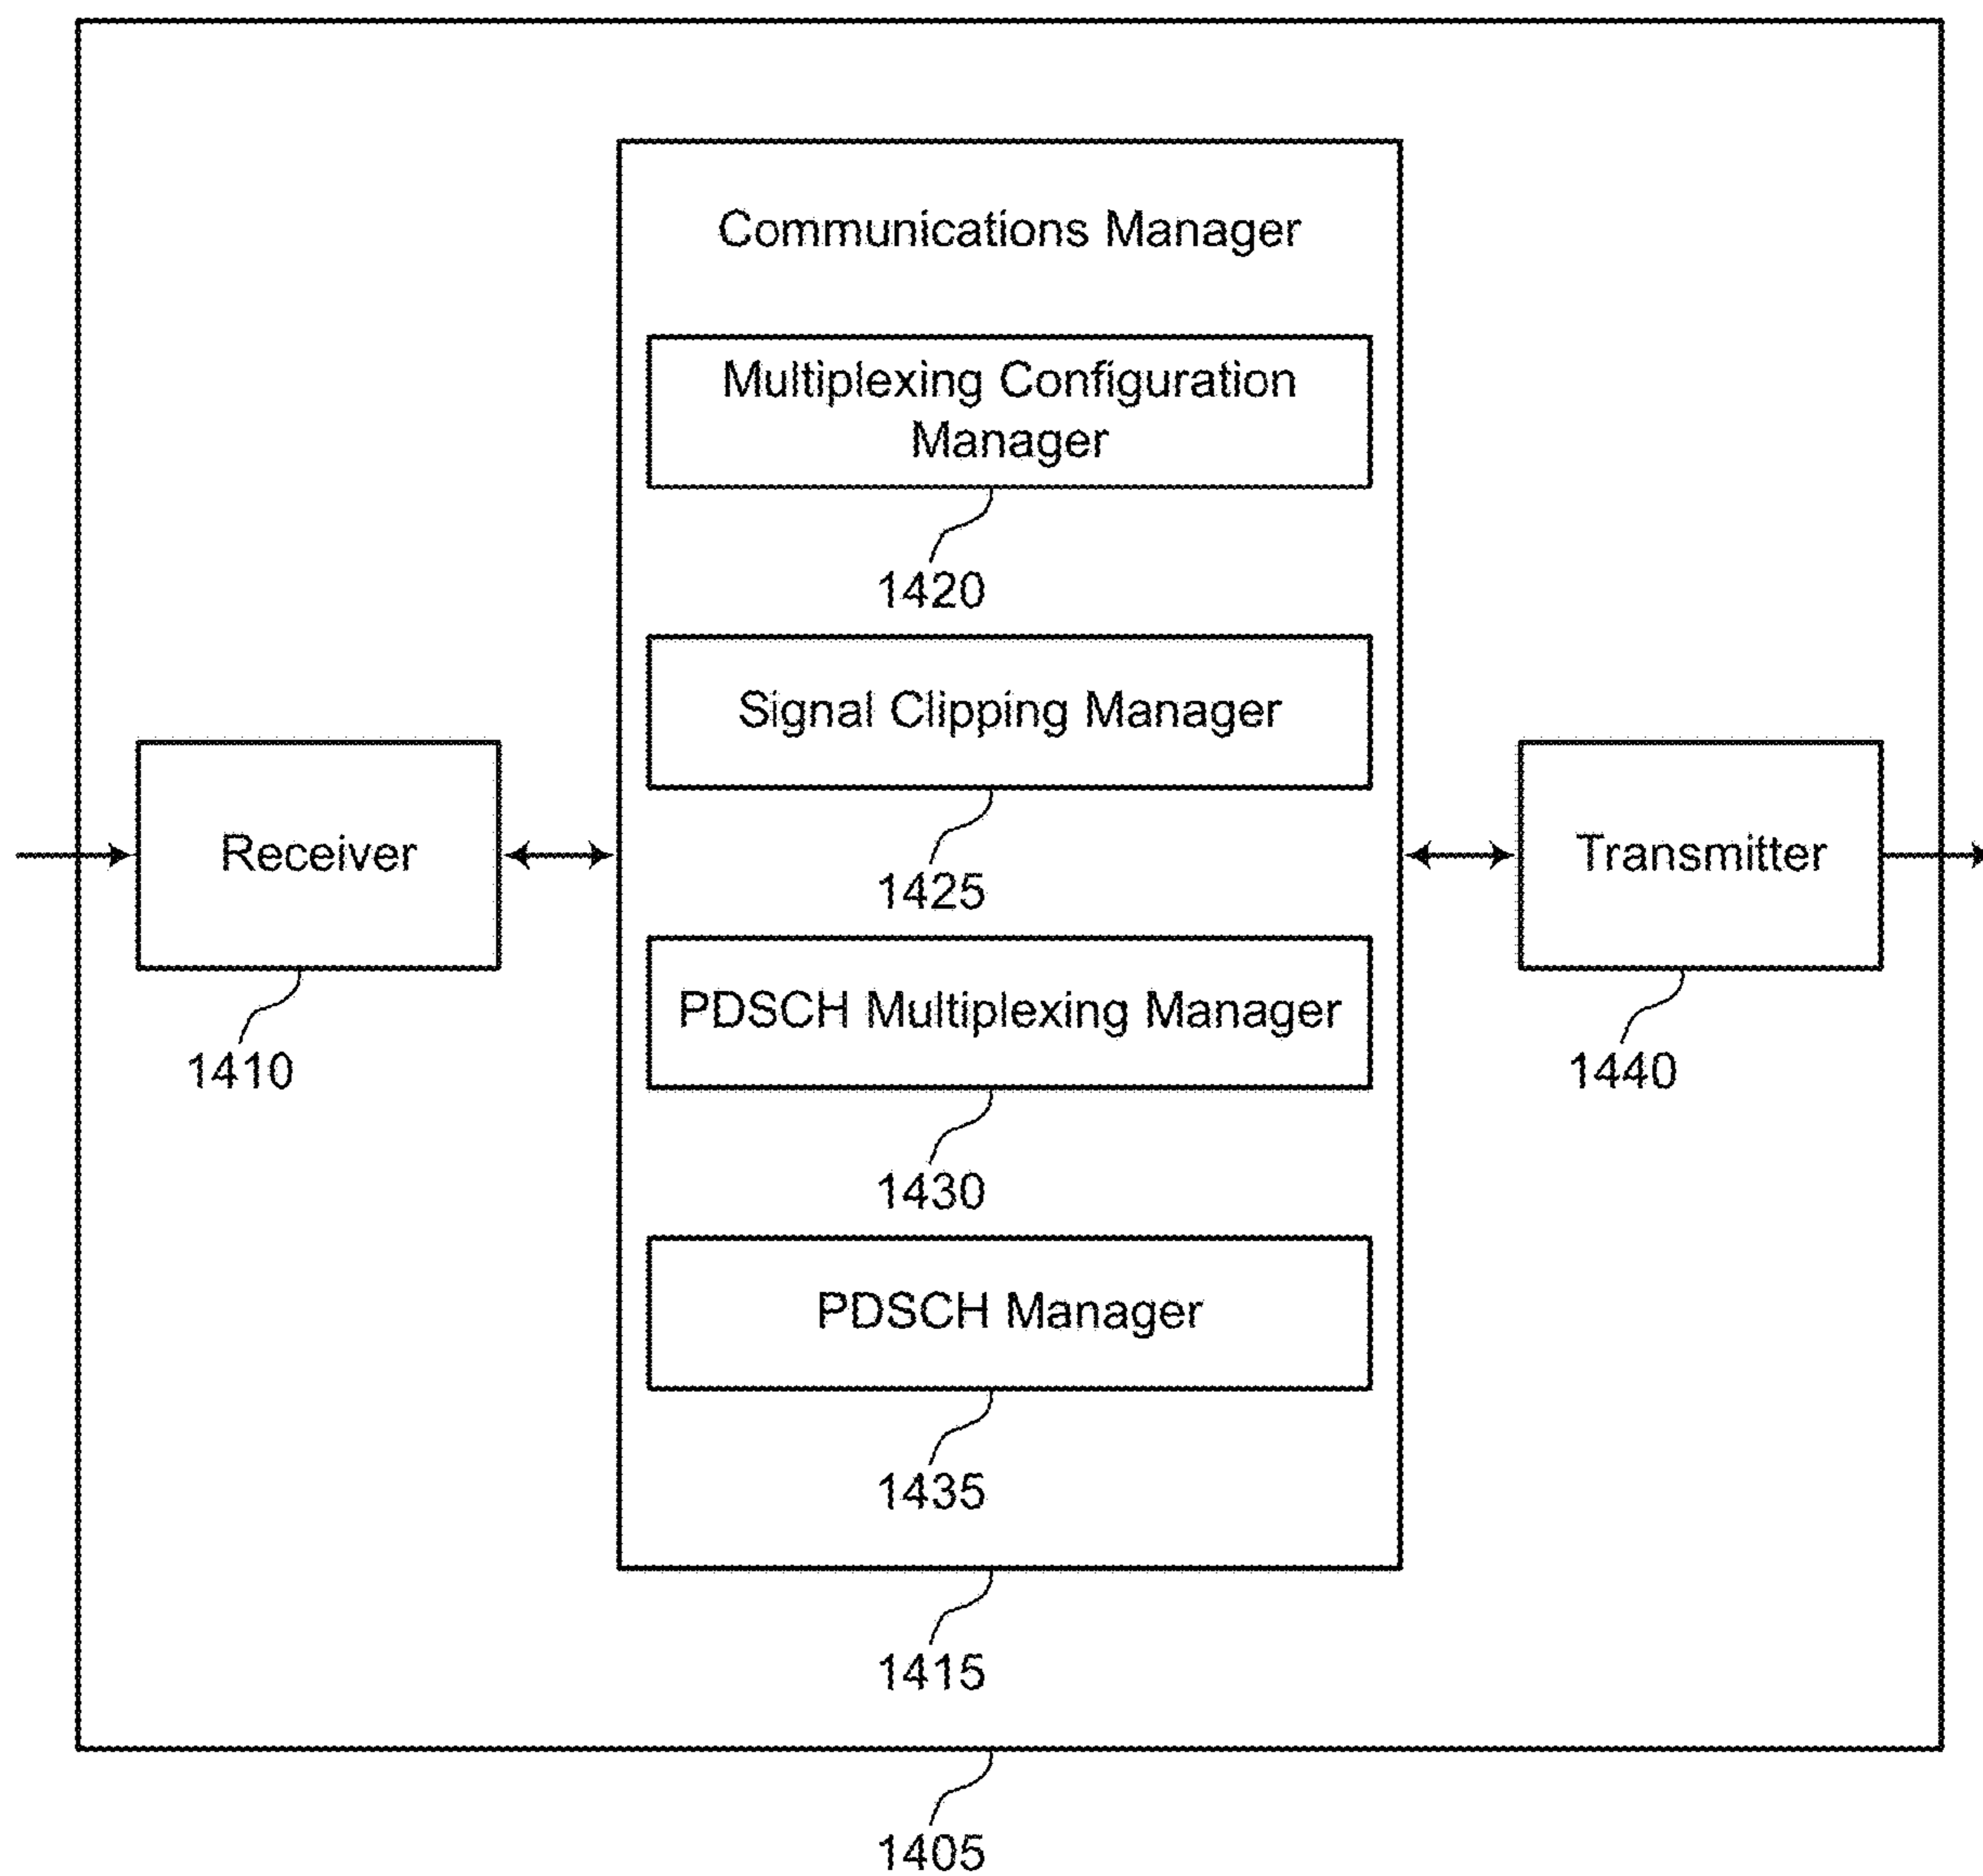 Communications Manager
Multiplexing Configuration
Manager
1420
Signal Clipping Manager
1425
Receiver
1410
Transmitter
1440
PDSCH Multiplexing Manager
1430
PDSCH Manager
1435
1415
1405